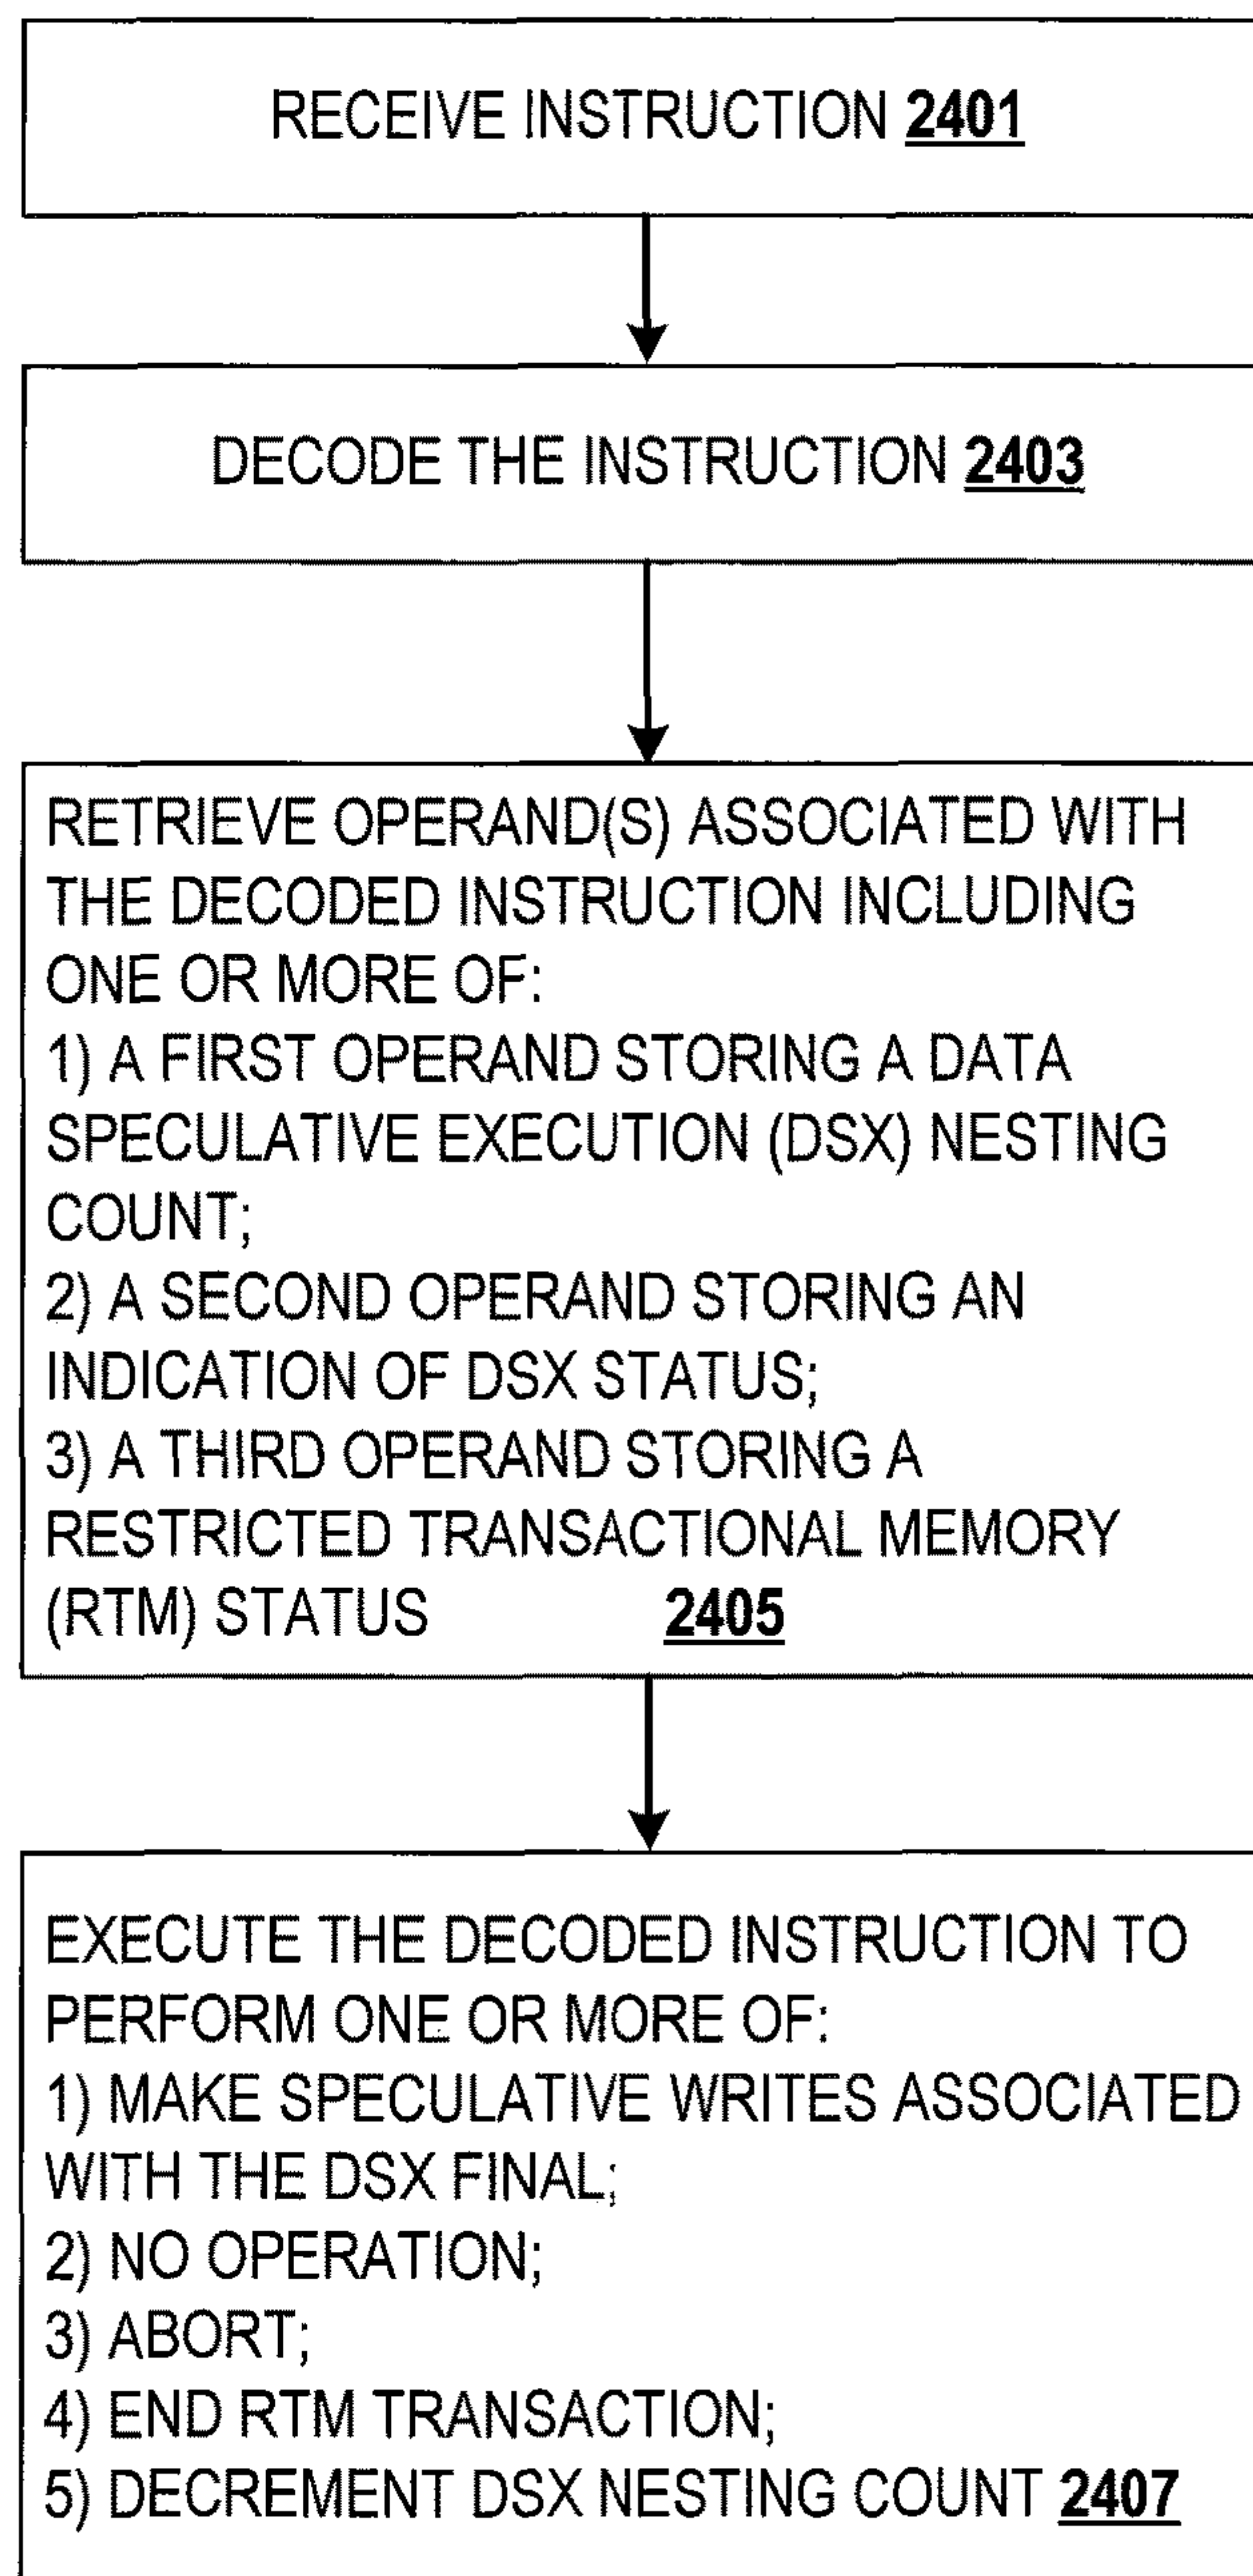 RECEIVE INSTRUCTION 2401
DECODE THE INSTRUCTION 2403
RETRIEVE OPERAND(S) ASSOCIATED WITH
THE DECODED INSTRUCTION INCLUDING
ONE OR MORE OF:
1) A FIRST OPERAND STORING A DATA
SPECULATIVE EXECUTION (DSX) NESTING
COUNT;
2) A SECOND OPERAND STORING AN
INDICATION OF DSX STATUS;
3) A THIRD OPERAND STORING A
RESTRICTED TRANSACTIONAL MEMORY
(RTM) STATUS 2405
EXECUTE THE DECODED INSTRUCTION TO
PERFORM ONE OR MORE OF:
1) MAKE SPECULATIVE WRITES ASSOCIATED
WITH THE DSX FINAL;
2) NO OPERATION;
3) ABORT;
4) END RTM TRANSACTION;
5) DECREMENT DSX NESTING COUNT 2407